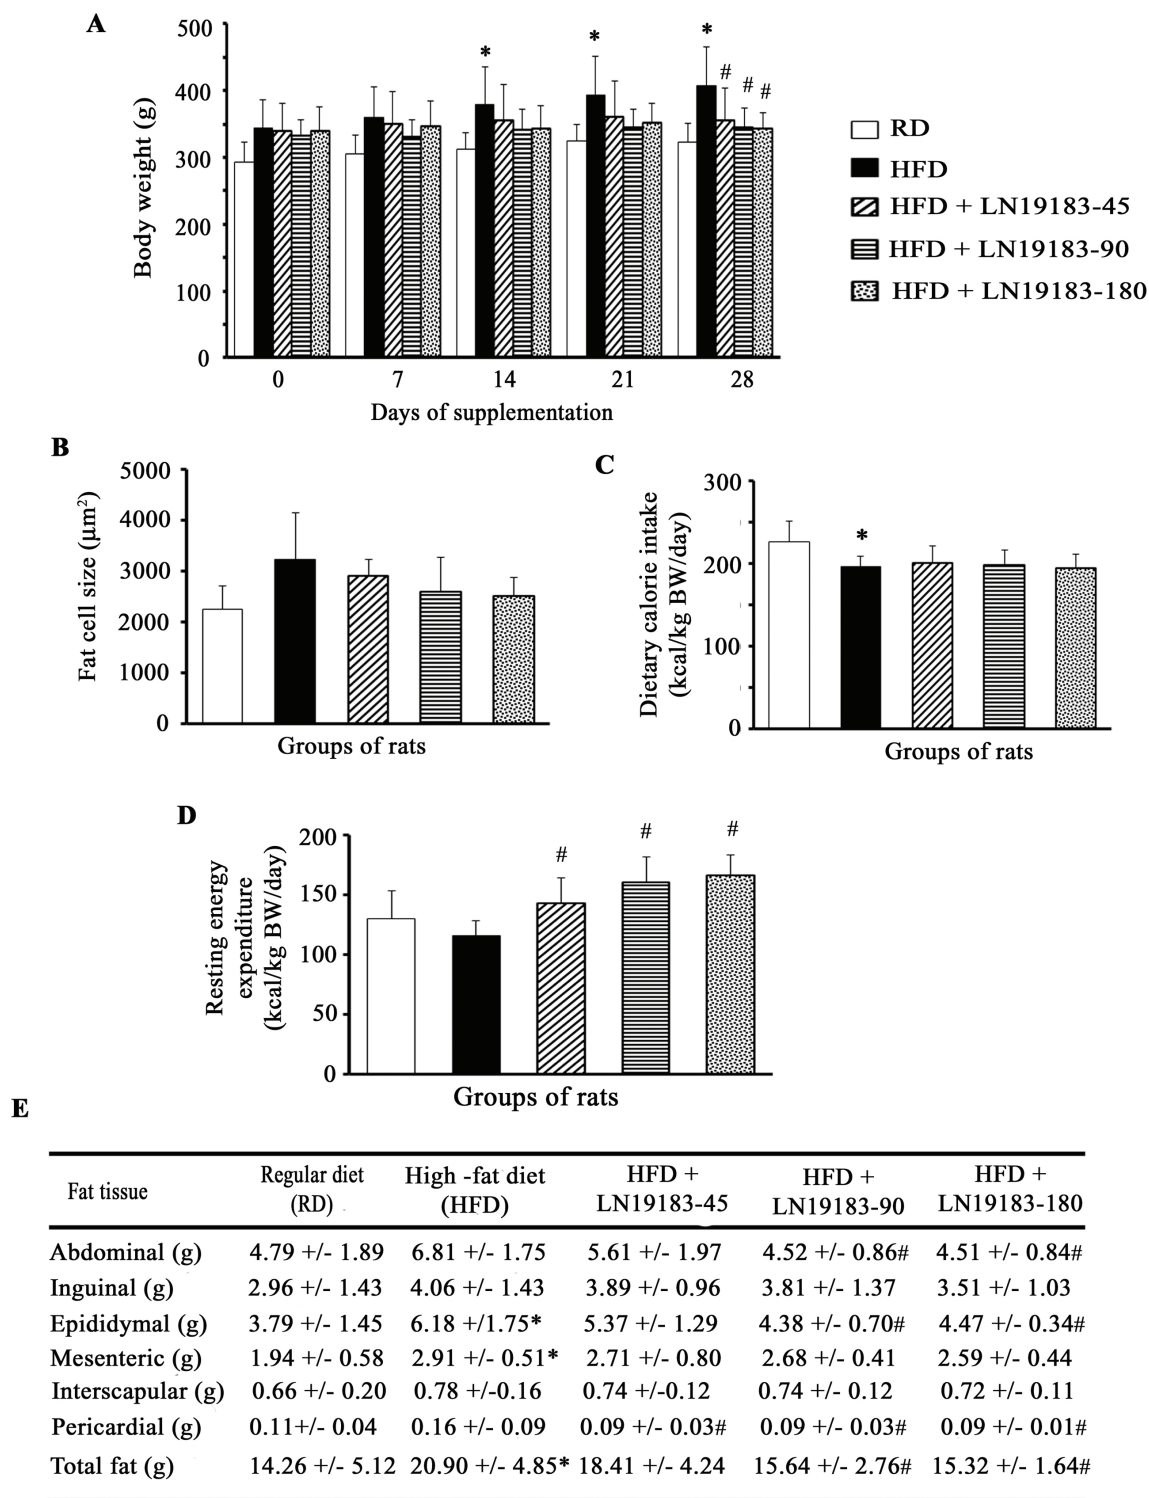 A
500
400
300
200
100
0
Body weight (g)
*
*
*
#
#
#
0 7 14 21 28
Days of supplementation
RD
HFD
HFD + LN19183-45
HFD + LN19183-90
HFD + LN19183-180
B
5000
4000
3000
2000
1000
0
Fat cell size (µm²)
Groups of rats
C
300
200
100
0
Dietary calorie intake
(kcal/kg BW/day)
*
Groups of rats
D
200
150
100
50
0
Resting energy
expenditure
(kcal/kg BW/day)
#
#
#
Groups of rats
E
Fat tissue Regular diet (RD) High -fat diet (HFD) HFD + LN19183-45 HFD + LN19183-90 HFD + LN19183-180
Abdominal (g) 4.79 +/- 1.89 6.81 +/- 1.75 5.61 +/- 1.97 4.52 +/- 0.86# 4.51 +/- 0.84#
Inguinal (g) 2.96 +/- 1.43 4.06 +/- 1.43 3.89 +/- 0.96 3.81 +/- 1.37 3.51 +/- 1.03
Epididymal (g) 3.79 +/- 1.45 6.18 +/1.75* 5.37 +/- 1.29 4.38 +/- 0.70# 4.47 +/- 0.34#
Mesenteric (g) 1.94 +/- 0.58 2.91 +/- 0.51* 2.71 +/- 0.80 2.68 +/- 0.41 2.59 +/- 0.44
Interscapular (g) 0.66 +/- 0.20 0.78 +/-0.16 0.74 +/-0.12 0.74 +/- 0.12 0.72 +/- 0.11
Pericardial (g) 0.11+/- 0.04 0.16 +/- 0.09 0.09 +/- 0.03# 0.09 +/- 0.03# 0.09 +/- 0.01#
Total fat (g) 14.26 +/- 5.12 20.90 +/- 4.85* 18.41 +/- 4.24 15.64 +/- 2.76# 15.32 +/- 1.64#